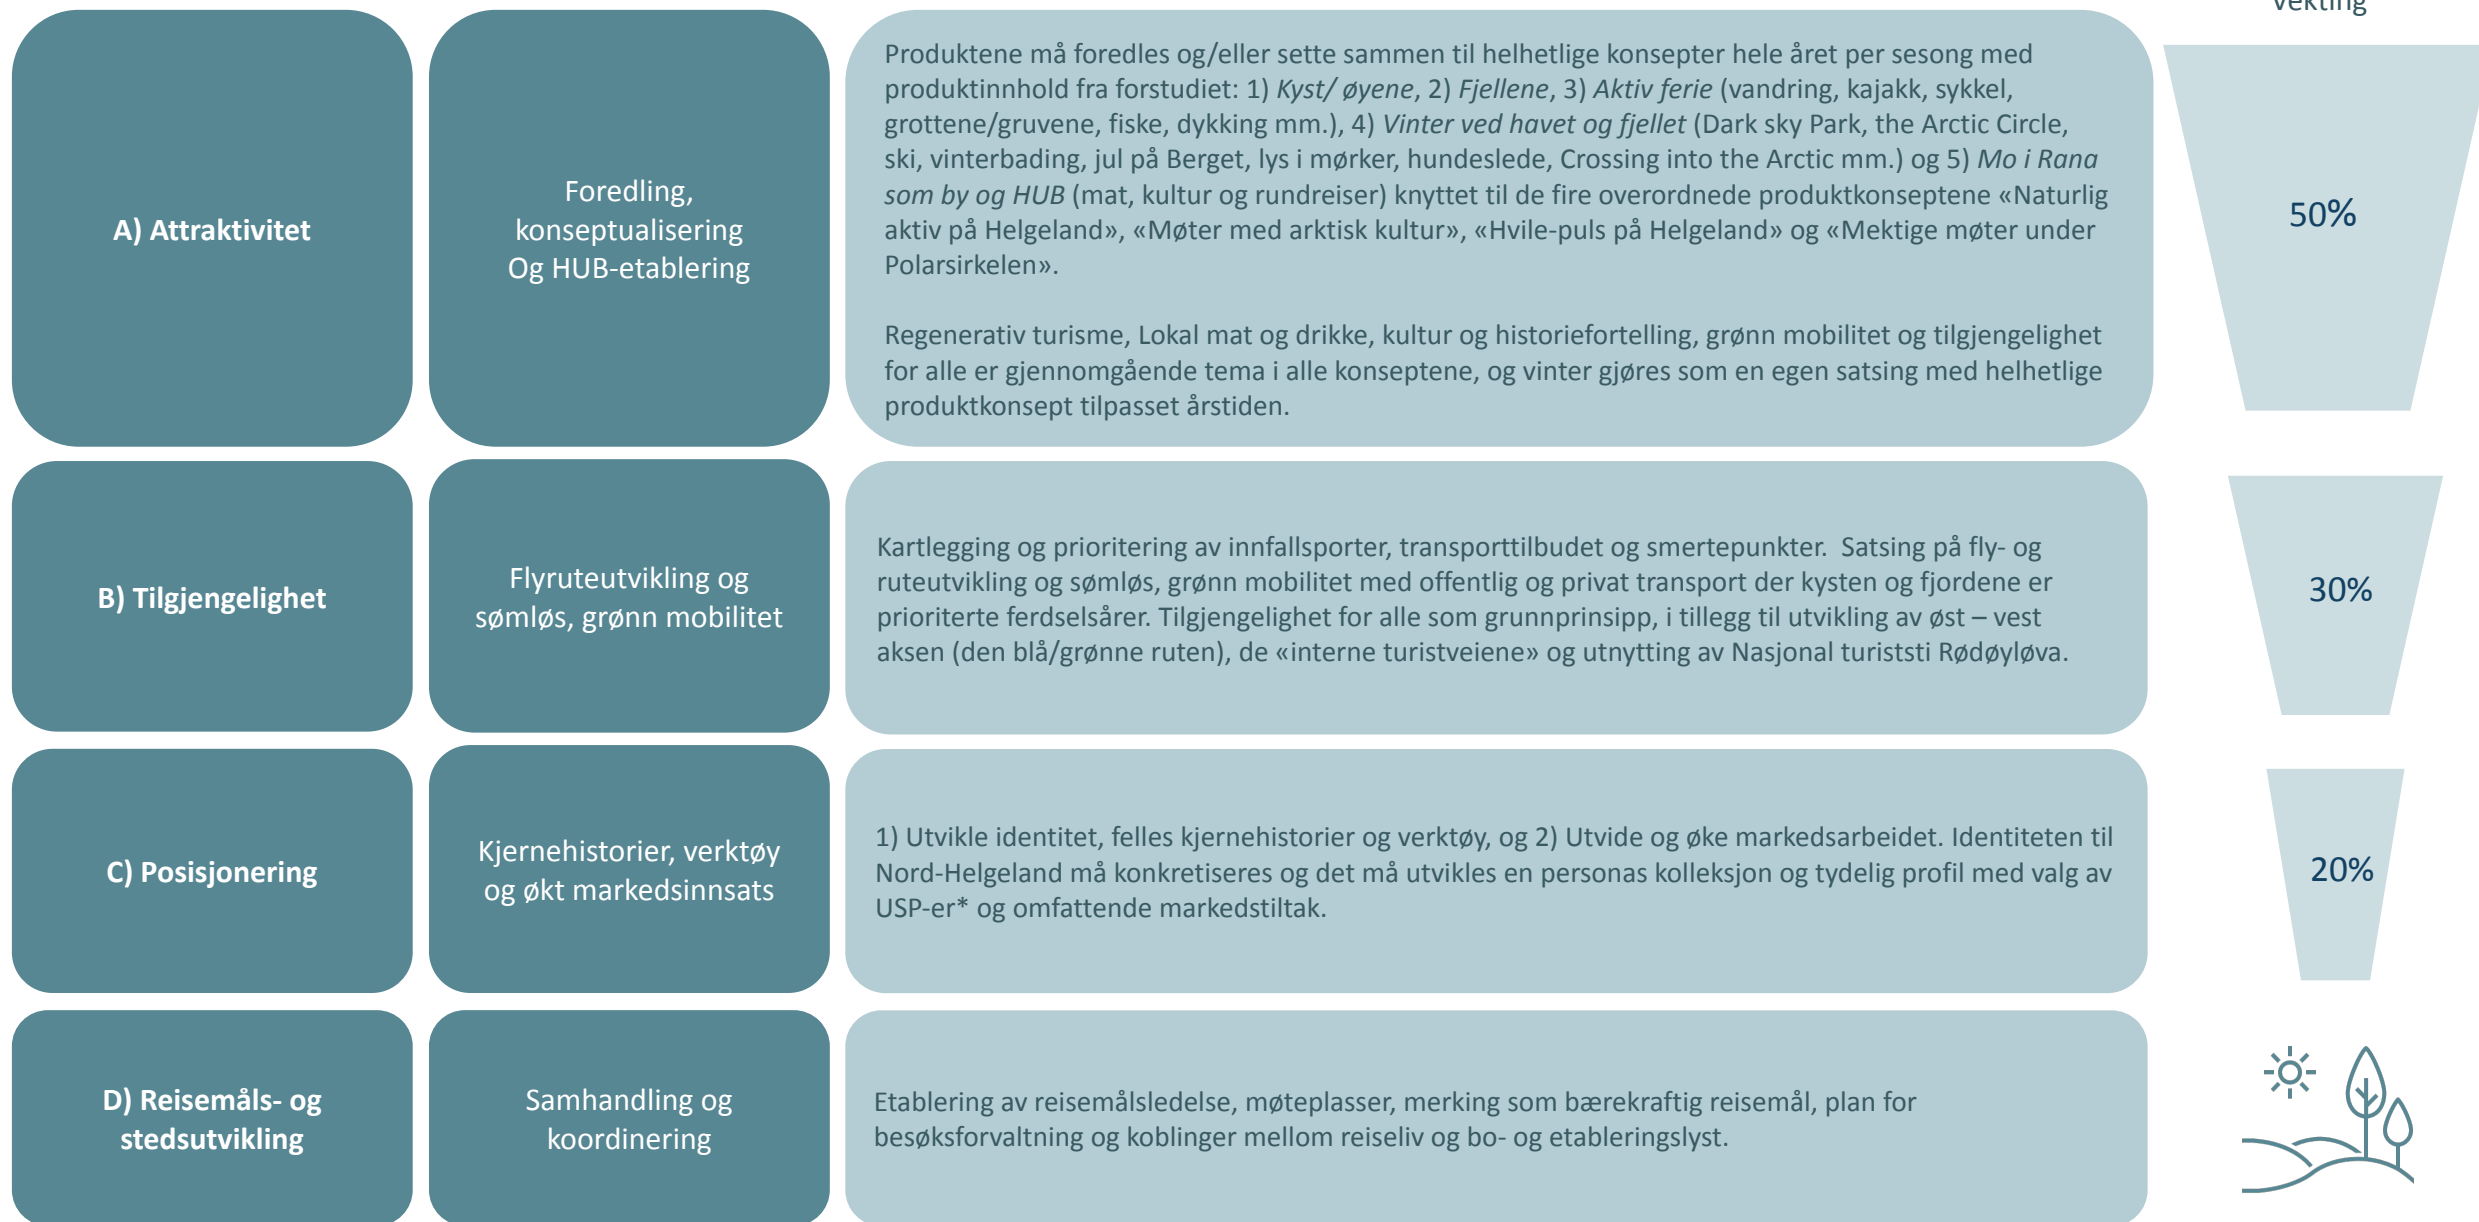 Vekting
A) Attraktivitet
Foredling,
konseptualisering
Og HUB-etablering
Produktene må foredles og/eller sette sammen til helhetlige konsepter hele året per sesong med
produktinnhold fra forstudiet: 1) Kyst/ øyene, 2) Fjellene, 3) Aktiv ferie (vandring, kajakk, sykkel,
grottene/gruvene, fiske, dykking mm.), 4) Vinter ved havet og fjellet (Dark sky Park, the Arctic Circle,
ski, vinterbading, jul på Berget, lys i mørker, hundeslede, Crossing into the Arctic mm.) og 5) Mo i Rana
som by og HUB (mat, kultur og rundreiser) knyttet til de fire overordnede produktkonseptene «Naturlig
aktiv på Helgeland», «Møter med arktisk kultur», «Hvile-puls på Helgeland» og «Mektige møter under
Polarsirkelen».
Regenerativ turisme, Lokal mat og drikke, kultur og historiefortelling, grønn mobilitet og tilgjengelighet
for alle er gjennomgående tema i alle konseptene, og vinter gjøres som en egen satsing med helhetlige
produktkonsept tilpasset årstiden.
50%
B) Tilgjengelighet
Flyruteutvikling og
sømløs, grønn mobilitet
Kartlegging og prioritering av innfallsporter, transporttilbudet og smertepunkter.  Satsing på fly- og
ruteutvikling og sømløs, grønn mobilitet med offentlig og privat transport der kysten og fjordene er
prioriterte ferdselsårer. Tilgjengelighet for alle som grunnprinsipp, i tillegg til utvikling av øst – vest
aksen (den blå/grønne ruten), de «interne turistveiene» og utnytting av Nasjonal turiststi Rødøyløva.
30%
C) Posisjonering
Kjernehistorier, verktøy
og økt markedsinnsats
1) Utvikle identitet, felles kjernehistorier og verktøy, og 2) Utvide og øke markedsarbeidet. Identiteten til
Nord-Helgeland må konkretiseres og det må utvikles en personas kolleksjon og tydelig profil med valg av
USP-er* og omfattende markedstiltak.
20%
D) Reisemåls- og
stedsutvikling
Samhandling og
koordinering
Etablering av reisemålsledelse, møteplasser, merking som bærekraftig reisemål, plan for
besøksforvaltning og koblinger mellom reiseliv og bo- og etableringslyst.